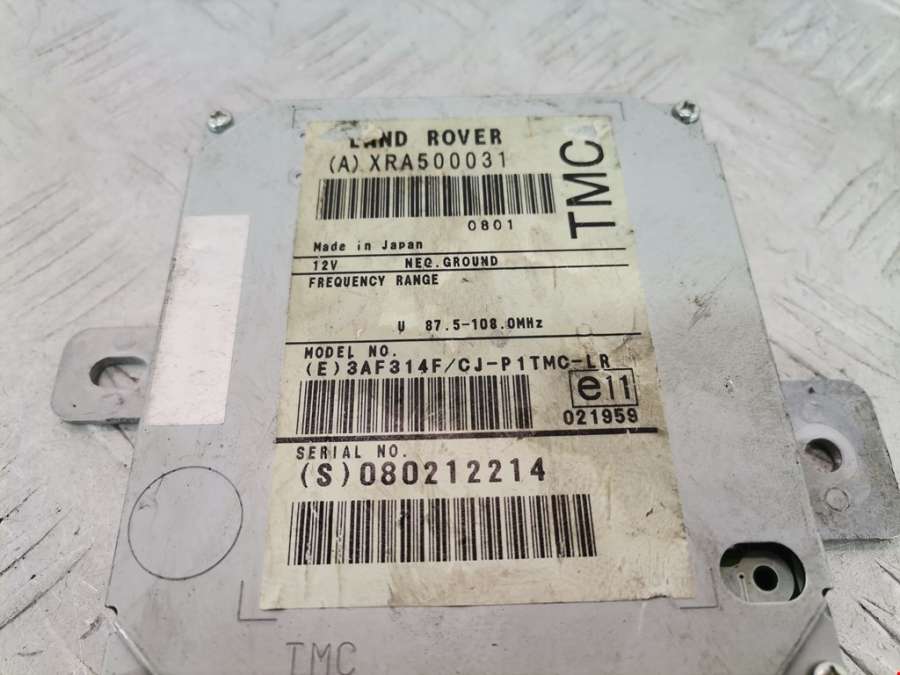 LAND ROVER
(A) XRA500031
TMC
0801
Made in Japan
12V NEG.GROUND
FREQUENCY RANGE
U 87.5-108.0MHz
MODEL NO.
(E)3AF314F/CJ-P1TMC-LR
e11
021959
SERIAL NO.
(S)080212214
TMC